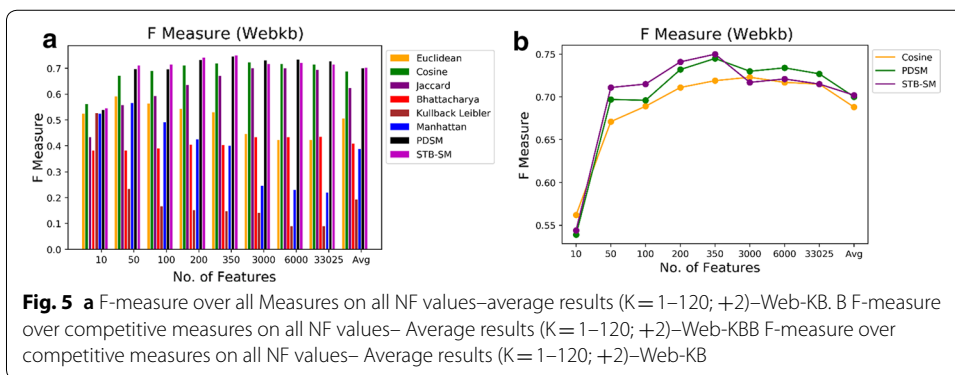 a
F Measure (Webkb)
F Measure
0.7
0.6
0.5
0.4
0.3
0.2
0.1
0.0
10 50 100 200 350 3000 6000 33025 Avg
No. of Features
Euclidean
Cosine
Jaccard
Bhattacharya
Kullback Leibler
Manhattan
PDSM
STB-SM
b
F Measure (Webkb)
F Measure
0.75
0.70
0.65
0.60
0.55
10 50 100 200 350 3000 6000 33025 Avg
No. of Features
Cosine
PDSM
STB-SM
Fig. 5 a F-measure over all Measures on all NF values–average results (K = 1–120; +2)–Web-KB. B F-measure
over competitive measures on all NF values– Average results (K = 1–120; +2)–Web-KBB F-measure over
competitive measures on all NF values– Average results (K = 1–120; +2)–Web-KB